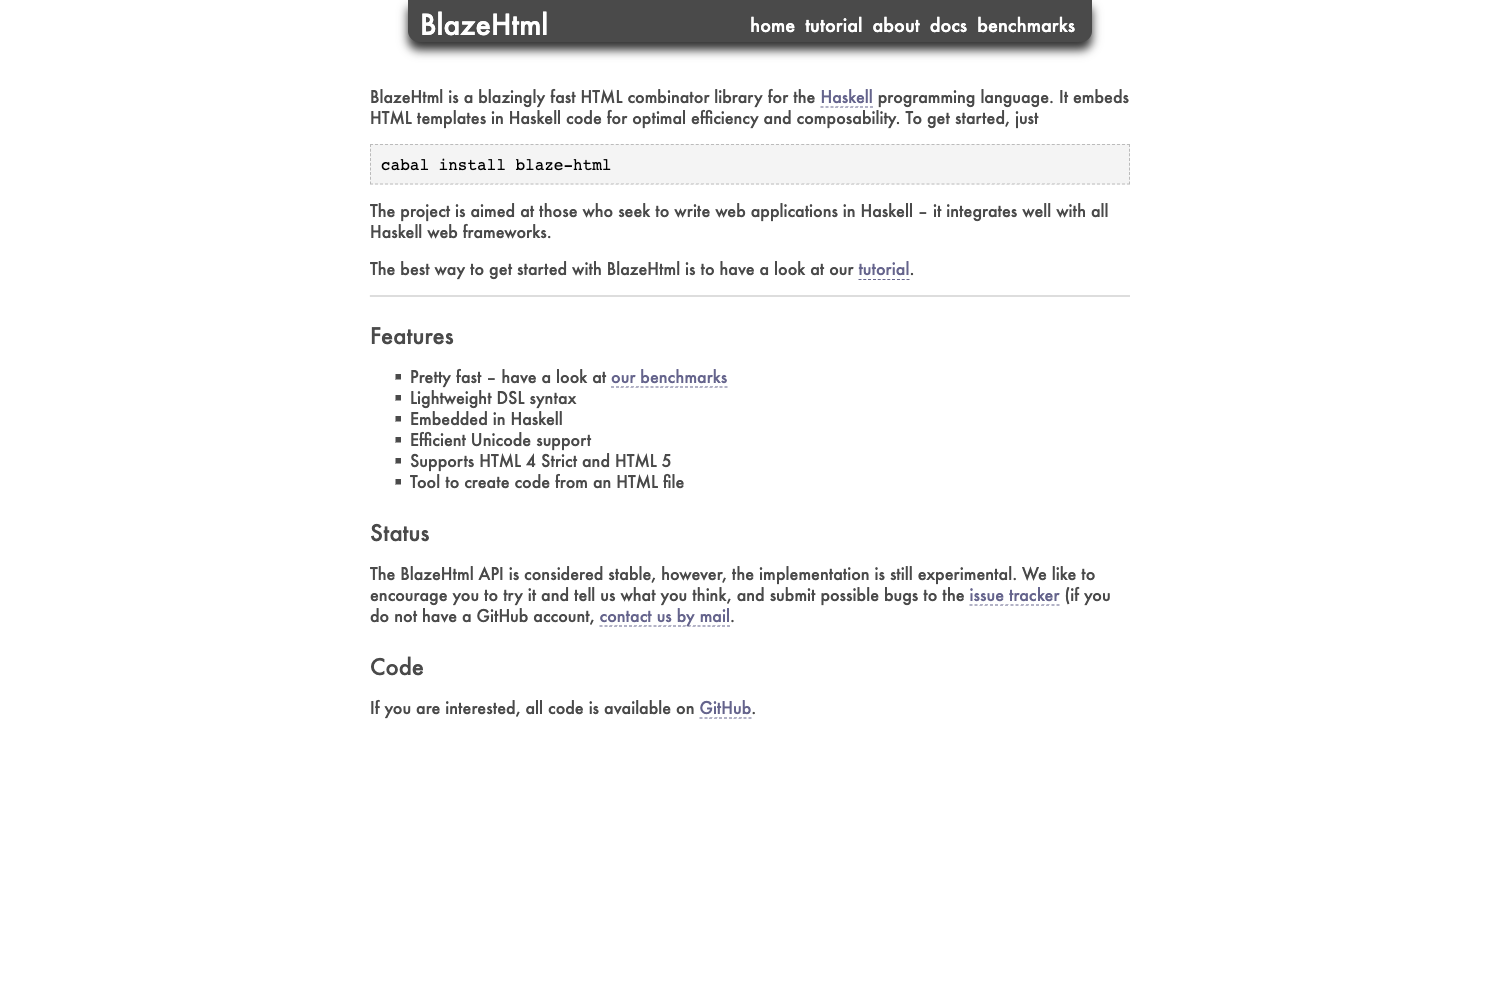 BlazeHtml
home tutorial about docs benchmarks
BlazeHtml is a blazingly fast HTML combinator library for the Haskell programming language. It embeds
HTML templates in Haskell code for optimal efficiency and composability. To get started, just
cabal install blaze-html
The project is aimed at those who seek to write web applications in Haskell – it integrates well with all
Haskell web frameworks.
The best way to get started with BlazeHtml is to have a look at our tutorial.
Features
▪ Pretty fast – have a look at our benchmarks
▪ Lightweight DSL syntax
▪ Embedded in Haskell
▪ Efficient Unicode support
▪ Supports HTML 4 Strict and HTML 5
▪ Tool to create code from an HTML file
Status
The BlazeHtml API is considered stable, however, the implementation is still experimental. We like to
encourage you to try it and tell us what you think, and submit possible bugs to the issue tracker (if you
do not have a GitHub account, contact us by mail.
Code
If you are interested, all code is available on GitHub.